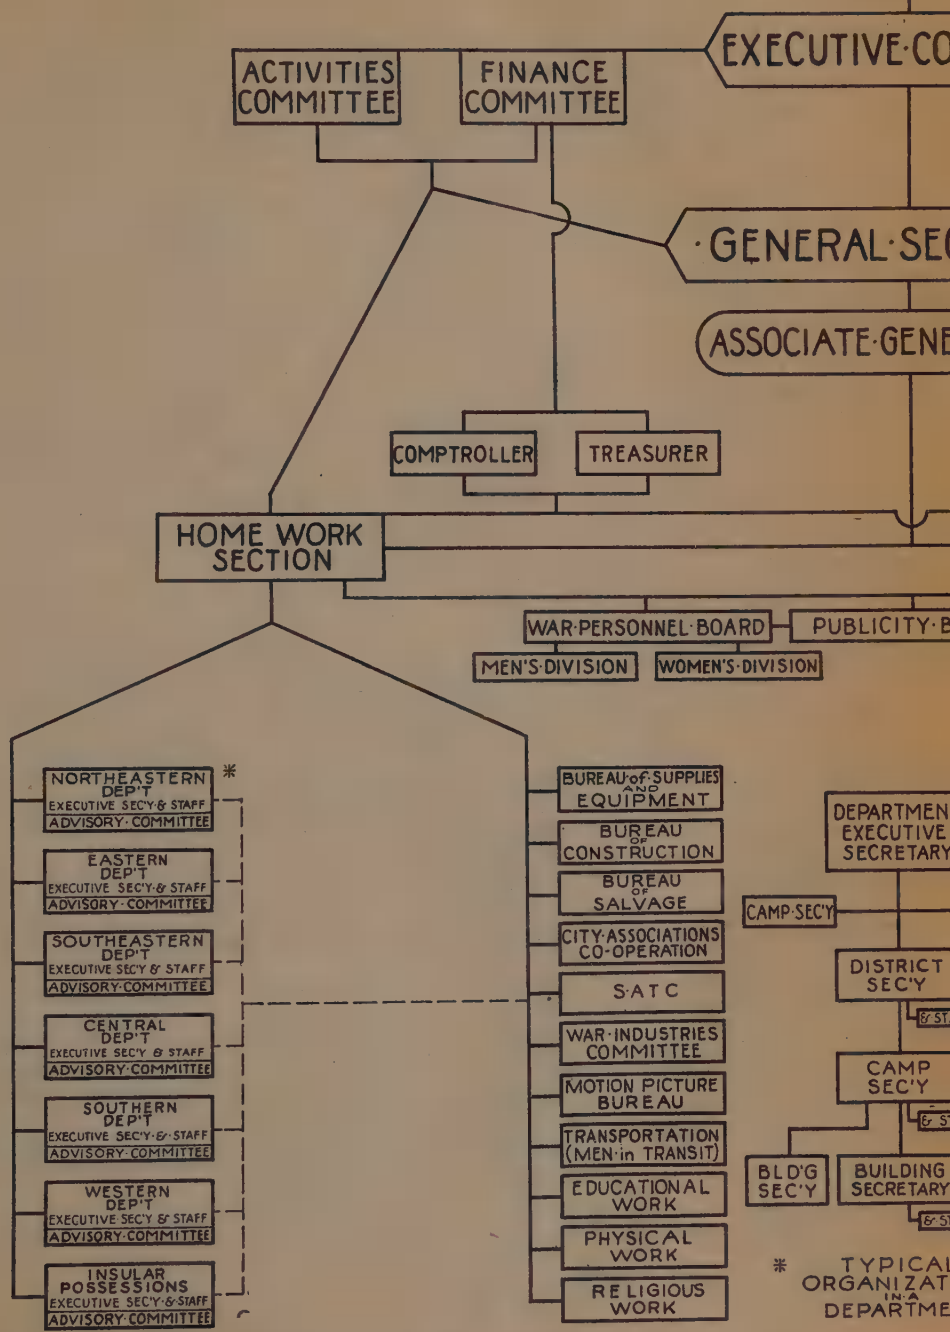 EXECUTIVE·CO
ACTIVITIES
COMMITTEE
FINANCE
COMMITTEE
·GENERAL·SEC
ASSOCIATE·GENE
COMPTROLLER
TREASURER
HOME WORK
SECTION
WAR·PERSONNEL·BOARD
PUBLICITY·B
MEN'S·DIVISION
WOMEN'S·DIVISION
NORTHEASTERN
DEP'T
EXECUTIVE SEC'Y·&·STAFF
ADVISORY·COMMITTEE
*
EASTERN
DEP'T
EXECUTIVE SEC'Y·&·STAFF
ADVISORY·COMMITTEE
SOUTHEASTERN
DEP'T
EXECUTIVE SEC'Y & STAFF
ADVISORY·COMMITTEE
CENTRAL
DEP'T
EXECUTIVE SEC'Y & STAFF
ADVISORY·COMMITTEE
SOUTHERN
DEP'T
EXECUTIVE SEC'Y·&·STAFF
ADVISORY·COMMITTEE
WESTERN
DEP'T
EXECUTIVE SEC'Y & STAFF
ADVISORY·COMMITTEE
INSULAR
POSSESSIONS
EXECUTIVE SEC'Y·&·STAFF
ADVISORY·COMMITTEE
BUREAU·of·SUPPLIES
AND
EQUIPMENT
BUREAU
OF
CONSTRUCTION
BUREAU
OF
SALVAGE
CITY·ASSOCIATIONS
CO-OPERATION
S·A T C
WAR·INDUSTRIES
COMMITTEE
MOTION PICTURE
BUREAU
TRANSPORTATION
(MEN·in TRANSIT)
EDUCATIONAL
WORK
PHYSICAL
WORK
RELIGIOUS
WORK
DEPARTMEN
EXECUTIVE
SECRETARY
CAMP·SEC'Y
DISTRICT
SEC'Y
& ST
CAMP
SEC'Y
& ST
BLD'G
SEC'Y
BUILDING
SECRETARY
& ST
* TYPICAL
ORGANIZAT
IN·A
DEPARTME